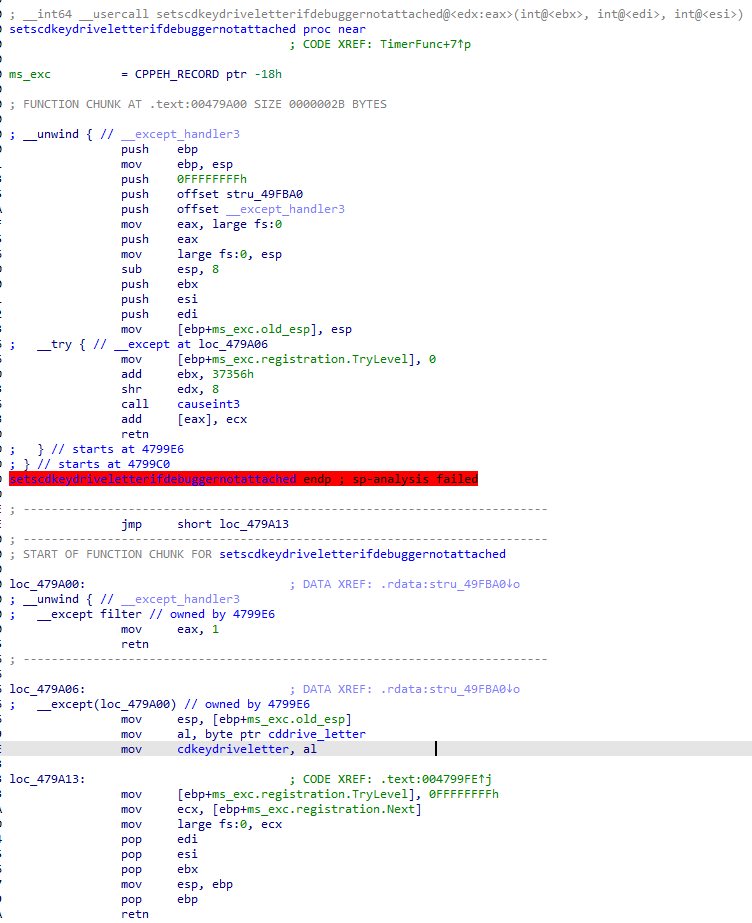 ; __int64 __usercall setscdkeydriveletterifdebuggernotattached@<edx:eax>(int@<ebx>, int@<edi>, int@<esi>)
setscdkeydriveletterifdebuggernotattached proc near
; CODE XREF: TimerFunc+7↑p
ms_exc = CPPEH_RECORD ptr -18h
; FUNCTION CHUNK AT .text:00479A00 SIZE 0000002B BYTES
; __unwind { // __except_handler3
push ebp
mov ebp, esp
push 0FFFFFFFFh
push offset stru_49FBA0
push offset __except_handler3
mov eax, large fs:0
push eax
mov large fs:0, esp
sub esp, 8
push ebx
push esi
push edi
mov [ebp+ms_exc.old_esp], esp
; __try { // __except at loc_479A06
mov [ebp+ms_exc.registration.TryLevel], 0
add ebx, 37356h
shr edx, 8
call causeint3
add [eax], ecx
retn
; } // starts at 4799E6
; } // starts at 4799C0
setscdkeydriveletterifdebuggernotattached endp ; sp-analysis failed
; ---------------------------------------------------------------------------
jmp short loc_479A13
; ---------------------------------------------------------------------------
; START OF FUNCTION CHUNK FOR setscdkeydriveletterifdebuggernotattached
loc_479A00: ; DATA XREF: .rdata:stru_49FBA0↓o
; __unwind { // __except_handler3
; __except filter // owned by 4799E6
mov eax, 1
retn
; ---------------------------------------------------------------------------
loc_479A06: ; DATA XREF: .rdata:stru_49FBA0↓o
; __except(loc_479A00) // owned by 4799E6
mov esp, [ebp+ms_exc.old_esp]
mov al, byte ptr cddrive_letter
mov cdkeydriveletter, al
loc_479A13: ; CODE XREF: .text:004799FE↑j
mov [ebp+ms_exc.registration.TryLevel], 0FFFFFFFFh
mov ecx, [ebp+ms_exc.registration.Next]
mov large fs:0, ecx
pop edi
pop esi
pop ebx
mov esp, ebp
pop ebp
retn